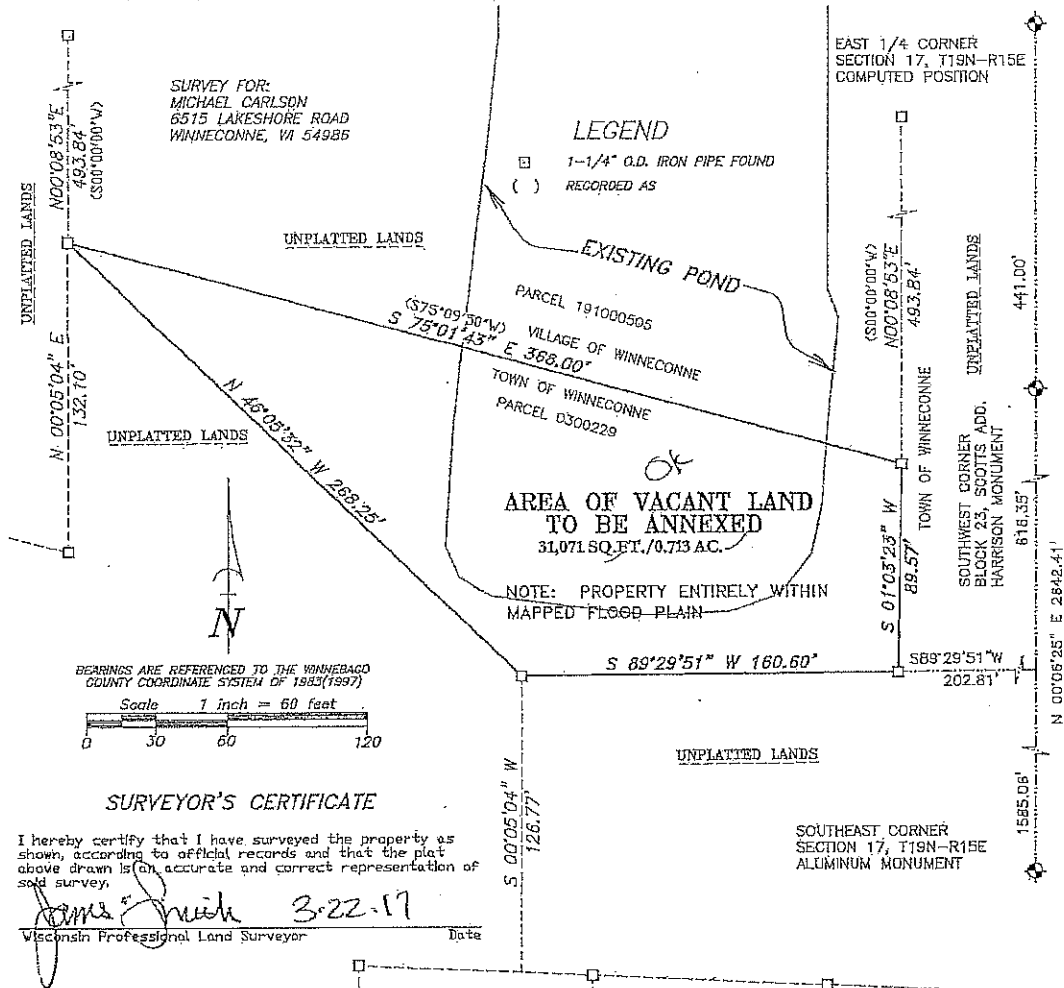 EAST 1/4 CORNER
SECTION 17, T19N-R15E
COMPUTED POSITION
SURVEY FOR:
MICHAEL CARLSON
6515 LAKESHORE ROAD
WINNECONNE, WI 54986
LEGEND
1-1/4" O.D. IRON PIPE FOUND
( ) RECORDED AS
N00°08'53"E
493.84'
(S00°00'00"W)
UNPLATTED LANDS
UNPLATTED LANDS
EXISTING POND
PARCEL 191000505
VILLAGE OF WINNECONNE
(S75°09'50"W)
S 75°01'43" E 368.00'
TOWN OF WINNECONNE
PARCEL 0300229
(S00°00'00"W)
N00°08'53"E
493.84'
UNPLATTED LANDS
441.00'
N 00°05'04" E
132.70'
UNPLATTED LANDS
N 46°05'32" W 268.25'
OK
AREA OF VACANT LAND
TO BE ANNEXED
31,071 SQ.FT./0.713 AC.
NOTE: PROPERTY ENTIRELY WITHIN
MAPPED FLOOD PLAIN
S 01°03'23" W
89.57'
TOWN OF WINNECONNE
SOUTHWEST CORNER
BLOCK 23, SCOTTS ADD.
HARRISON MONUMENT
616.35'
N 00°06'25" E 2642.41'
N
S 89°29'51" W 160.60'
S89°29'51"W
202.81'
BEARINGS ARE REFERENCED TO THE WINNEBAGO
COUNTY COORDINATE SYSTEM OF 1983(1997)
Scale 1 inch = 60 feet
0 30 60 120
UNPLATTED LANDS
S 00°05'04" W
126.77'
1585.06'
SURVEYOR'S CERTIFICATE
I hereby certify that I have surveyed the property as
shown, according to official records and that the plat
above drawn is an accurate and correct representation of
said survey.
SOUTHEAST CORNER
SECTION 17, T19N-R15E
ALUMINUM MONUMENT
James Smith 3-22-17
Wisconsin Professional Land Surveyor Date